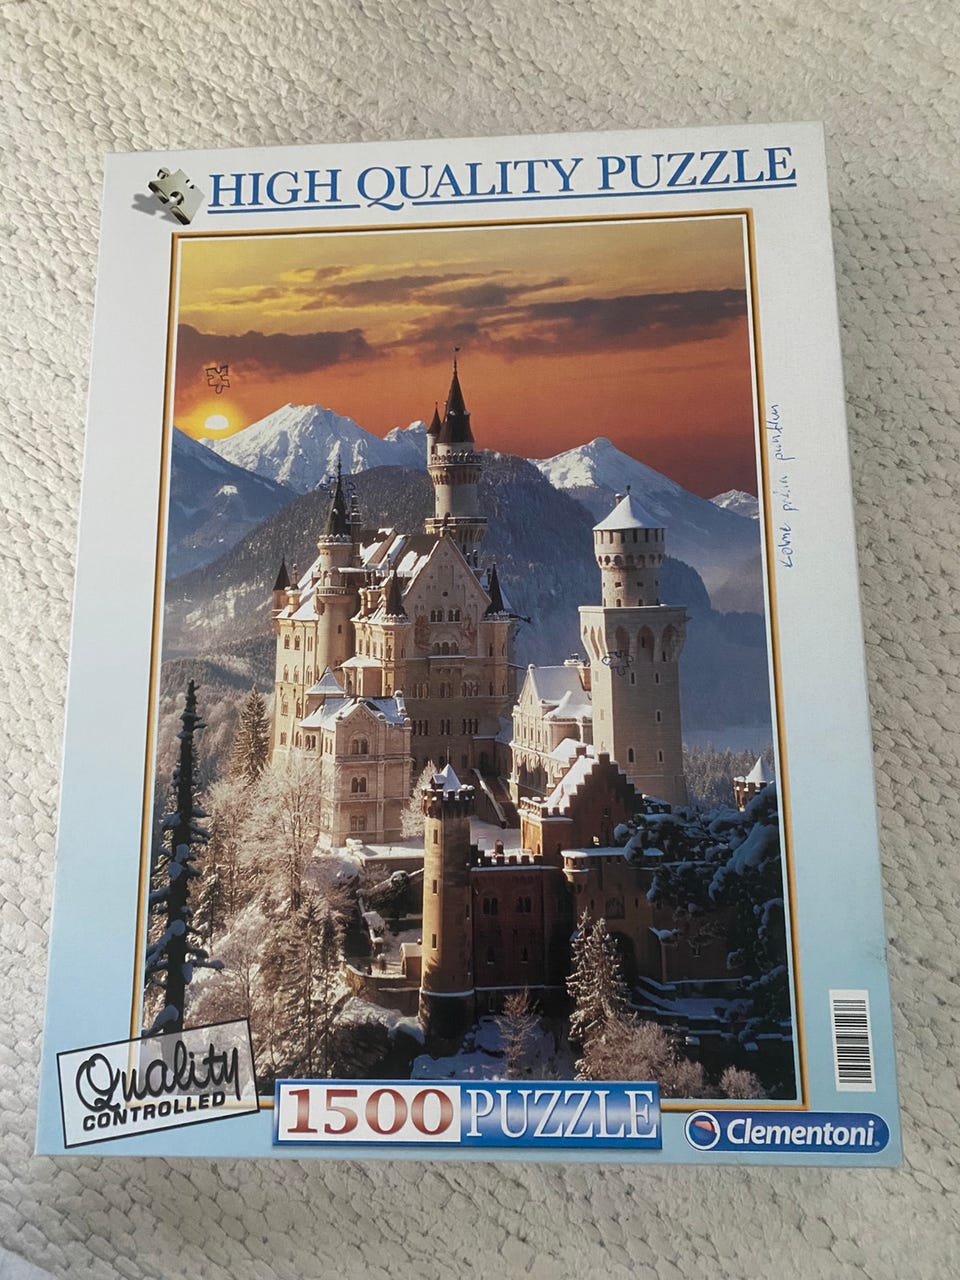 HIGH QUALITY PUZZLE
Quality
CONTROLLED
1500 PUZZLE
Clementoni®